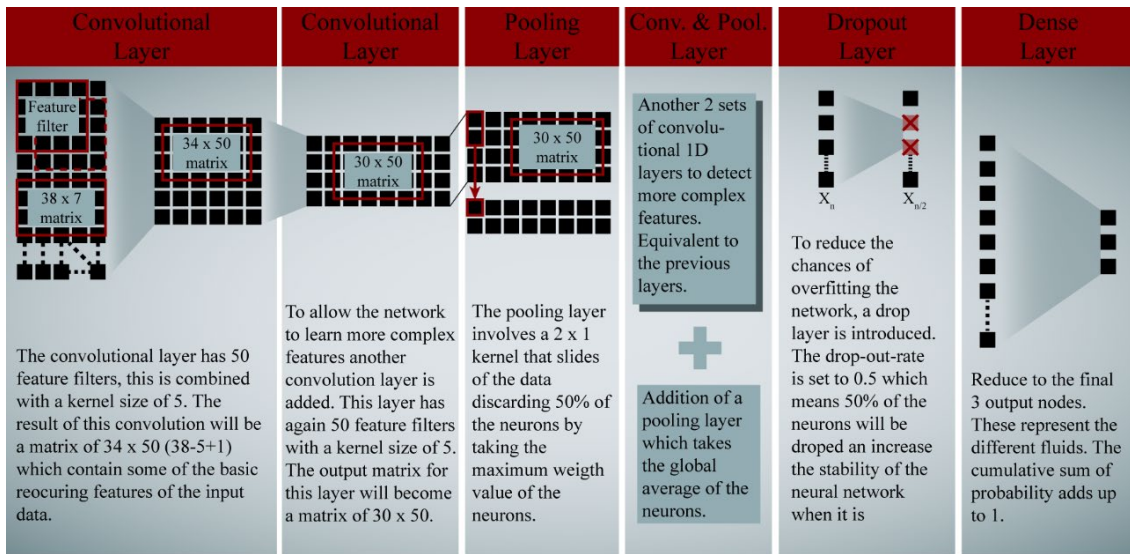 Convolutional
Layer
Feature
filter
38 x 7
matrix
34 x 50
matrix
The convolutional layer has 50
feature filters, this is combined
with a kernel size of 5. The
result of this convolution will be
a matrix of 34 x 50 (38-5+1)
which contain some of the basic
reocuring features of the input
data.
Convolutional
Layer
30 x 50
matrix
To allow the network
to learn more complex
features another
convolution layer is
added. This layer has
again 50 feature filters
with a kernel size of 5.
The output matrix for
this layer will become
a matrix of 30 x 50.
Pooling
Layer
30 x 50
matrix
The pooling layer
involves a 2 x 1
kernel that slides
of the data
discarding 50% of
the neurons by
taking the
maximum weigth
value of the
neurons.
Conv. & Pool.
Layer
Another 2 sets
of convolu-
tional 1D
layers to detect
more complex
features.
Equivalent to
the previous
layers.
Addition of a
pooling layer
which takes
the global
average of the
neurons.
Dropout
Layer
Xn
Xn/2
To reduce the
chances of
overfitting the
network, a drop
layer is introduced.
The drop-out-rate
is set to 0.5 which
means 50% of the
neurons will be
droped an increase
the stability of the
neural network
when it is
Dense
Layer
Reduce to the final
3 output nodes.
These represent the
different fluids. The
cumulative sum of
probability adds up
to 1.